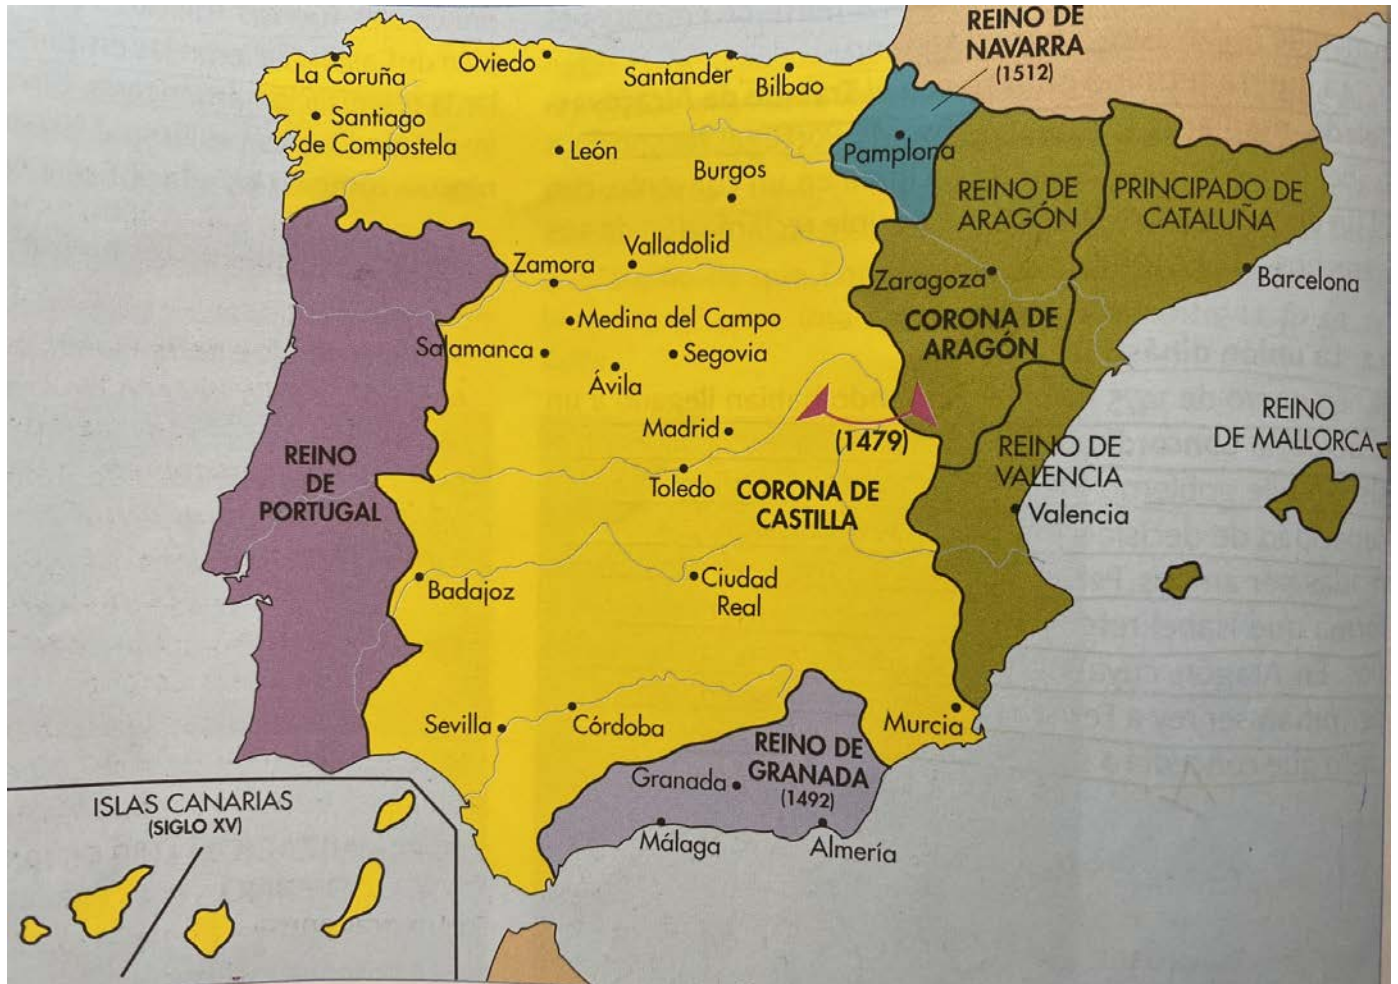 REINO DE
NAVARRA
(1512)
La Coruña
Oviedo
Santander
Bilbao
Santiago
de Compostela
León
Burgos
Pamplona
REINO DE
ARAGÓN
PRINCIPADO DE
CATALUÑA
Valladolid
Zamora
Zaragoza
Barcelona
Medina del Campo
CORONA DE
ARAGÓN
Salamanca
Segovia
Ávila
REINO
DE MALLORCA
Madrid
(1479)
REINO DE
VALENCIA
REINO
DE
PORTUGAL
Toledo
CORONA DE
CASTILLA
Valencia
Badajoz
Ciudad
Real
Sevilla
Córdoba
Murcia
REINO DE
GRANADA
(1492)
Granada
Málaga
Almería
ISLAS CANARIAS
(SIGLO XV)